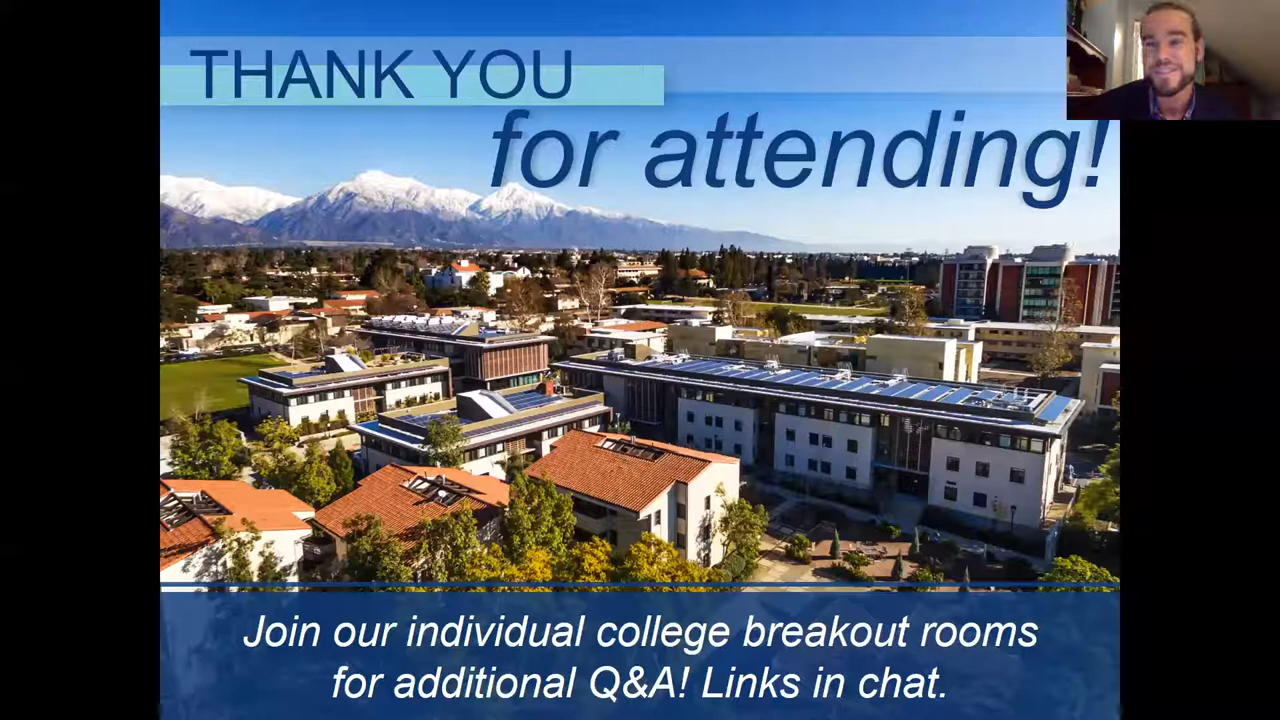 THANK YOU
for attending!
Join our individual college breakout rooms
for additional Q&A! Links in chat.